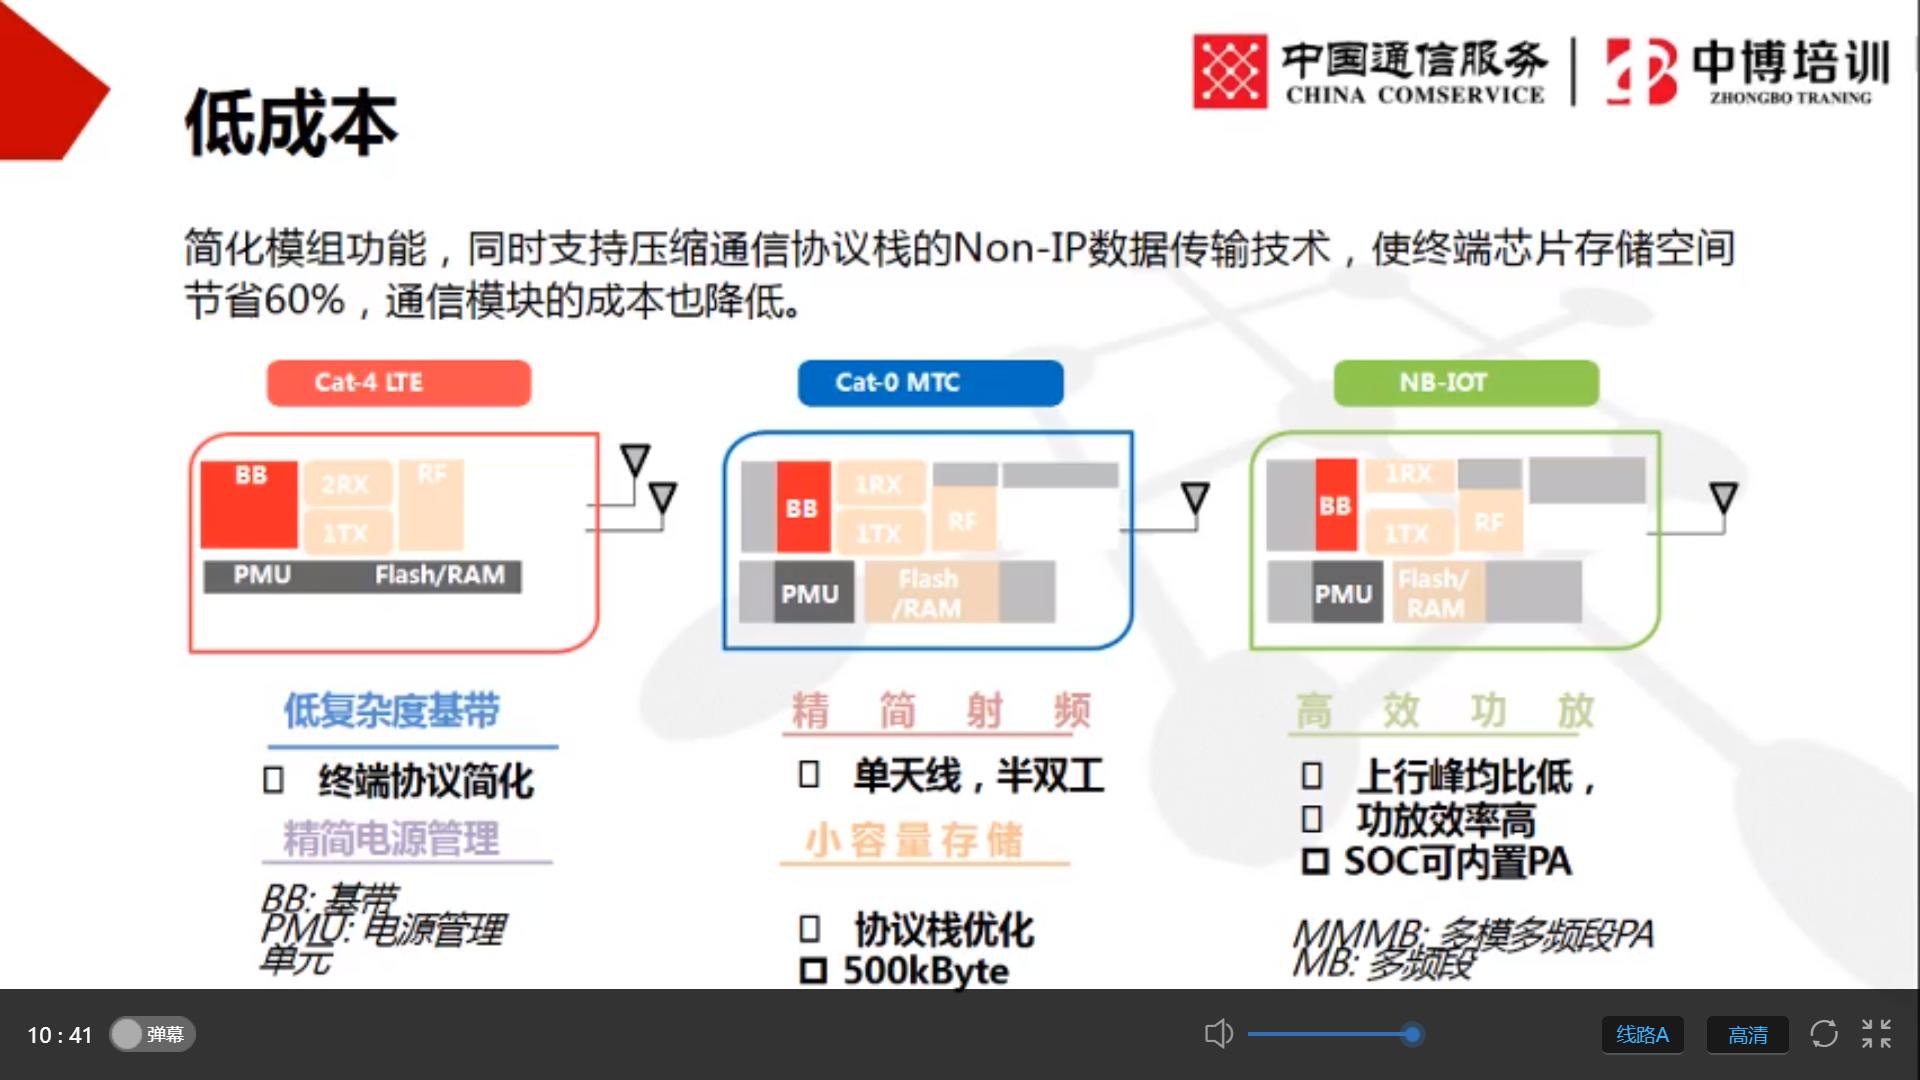 中国通信服务
CHINA COMSERVICE
中博培训
ZHONGBO TRANING
低成本
简化模组功能，同时支持压缩通信协议栈的Non-IP数据传输技术，使终端芯片存储空间
节省60%，通信模块的成本也降低。
Cat-4 LTE
BB
2RX
RF
1TX
PMU
Flash/RAM
Cat-0 MTC
BB
1RX
1TX
RF
PMU
Flash
/RAM
NB-IOT
BB
1RX
1TX
RF
PMU
Flash/
RAM
低复杂度基带
终端协议简化
精简电源管理
BB: 基带
PMU: 电源管理
单元
精 简 射 频
单天线，半双工
小容量存储
协议栈优化
500kByte
高 效 功 放
上行峰均比低，
功放效率高
SOC可内置PA
MMMB: 多模多频段PA
MB: 多频段
10 : 41
弹幕
线路A
高清